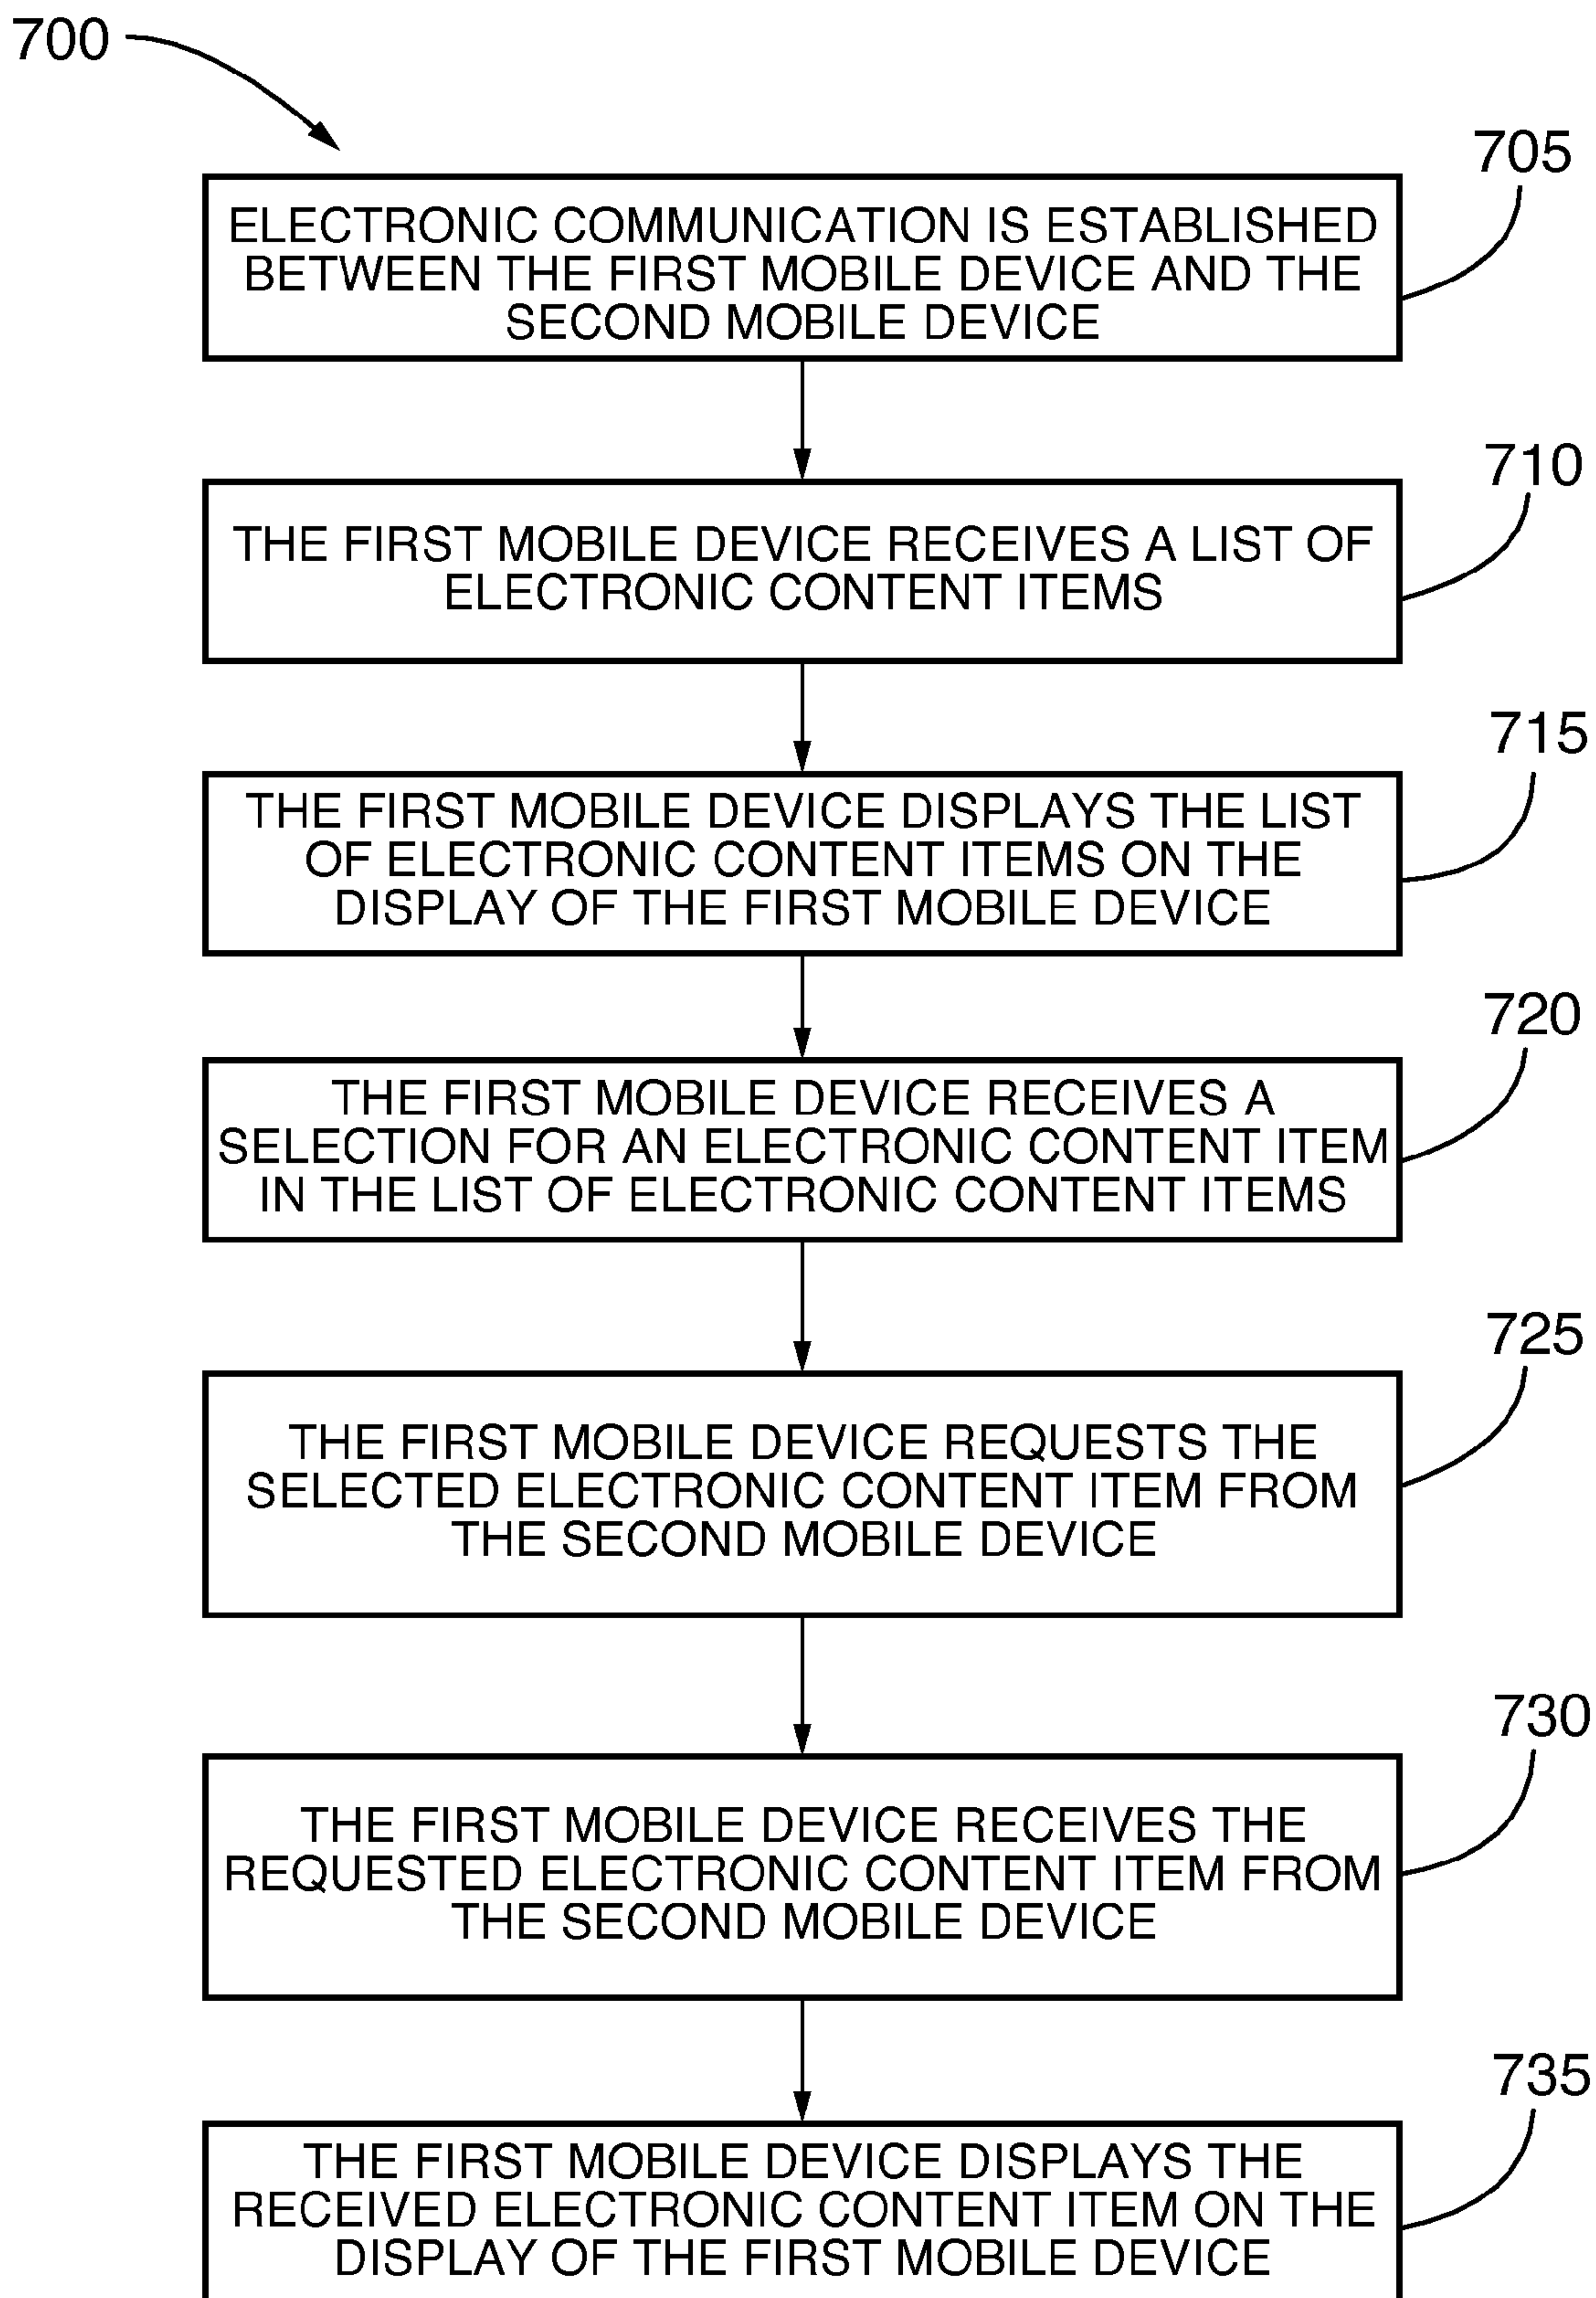 700
705
ELECTRONIC COMMUNICATION IS ESTABLISHED
BETWEEN THE FIRST MOBILE DEVICE AND THE
SECOND MOBILE DEVICE
710
THE FIRST MOBILE DEVICE RECEIVES A LIST OF
ELECTRONIC CONTENT ITEMS
715
THE FIRST MOBILE DEVICE DISPLAYS THE LIST
OF ELECTRONIC CONTENT ITEMS ON THE
DISPLAY OF THE FIRST MOBILE DEVICE
720
THE FIRST MOBILE DEVICE RECEIVES A
SELECTION FOR AN ELECTRONIC CONTENT ITEM
IN THE LIST OF ELECTRONIC CONTENT ITEMS
725
THE FIRST MOBILE DEVICE REQUESTS THE
SELECTED ELECTRONIC CONTENT ITEM FROM
THE SECOND MOBILE DEVICE
730
THE FIRST MOBILE DEVICE RECEIVES THE
REQUESTED ELECTRONIC CONTENT ITEM FROM
THE SECOND MOBILE DEVICE
735
THE FIRST MOBILE DEVICE DISPLAYS THE
RECEIVED ELECTRONIC CONTENT ITEM ON THE
DISPLAY OF THE FIRST MOBILE DEVICE